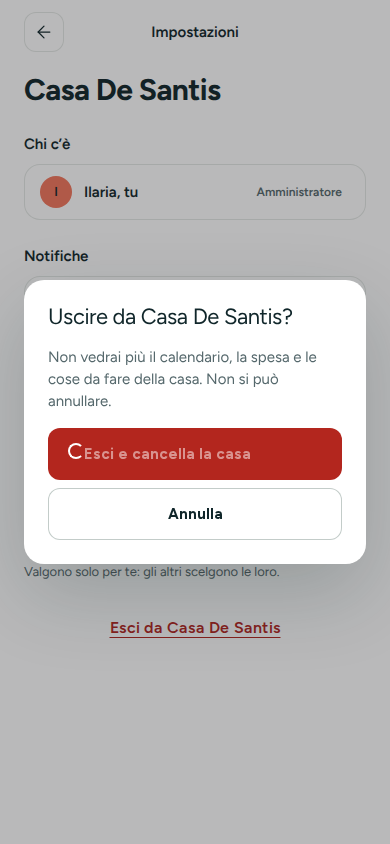 Impostazioni
Casa De Santis
Chi c’è
I
Ilaria, tu
Amministratore
Notifiche
Uscire da Casa De Santis?
Non vedrai più il calendario, la spesa e le
cose da fare della casa. Non si può
annullare.
Esci e cancella la casa
Annulla
Valgono solo per te: gli altri scelgono le loro.
Esci da Casa De Santis